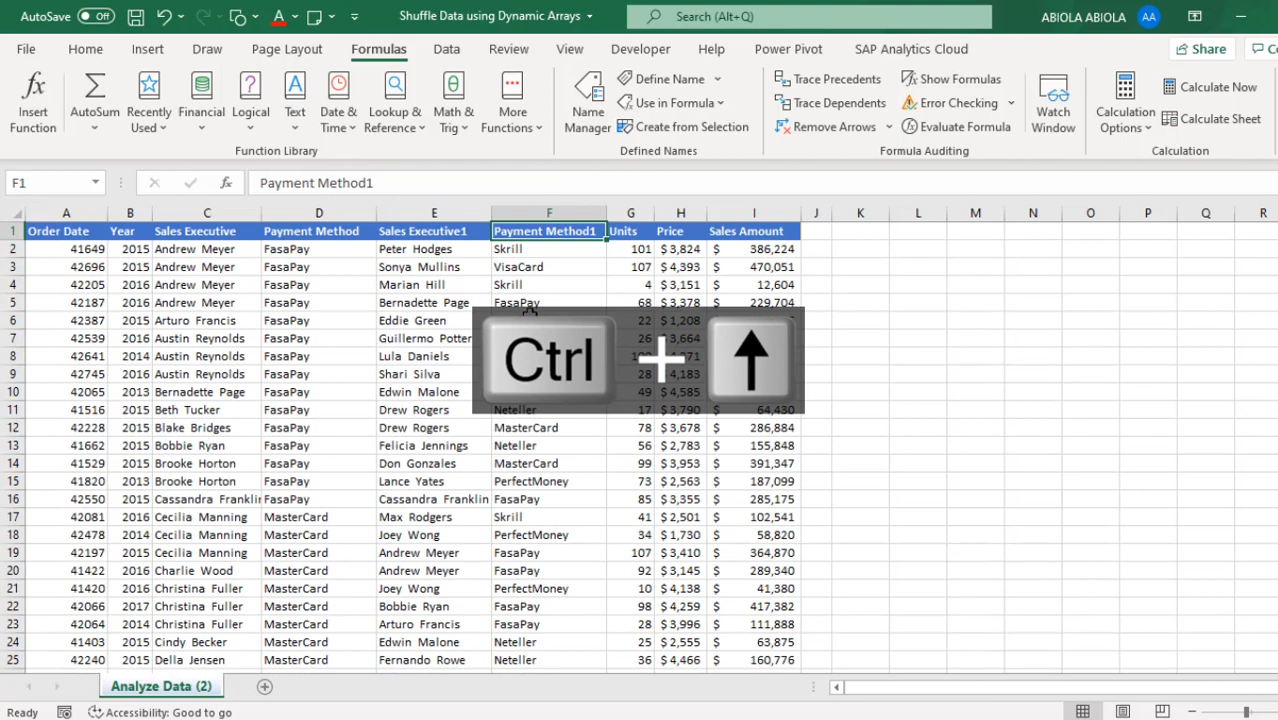 AutoSave Off Shuffle Data using Dynamic Arrays Search (Alt+Q) ABIOLA ABIOLA AA
File Home Insert Draw Page Layout Formulas Data Review View Developer Help Power Pivot SAP Analytics Cloud Share
Insert Function AutoSum Recently Used Financial Logical Text Date & Time Lookup & Reference Math & Trig More Functions
Function Library
Name Manager Define Name Use in Formula Create from Selection
Defined Names
Trace Precedents Trace Dependents Remove Arrows Show Formulas Error Checking Evaluate Formula
Formula Auditing
Watch Window
Calculation Options Calculate Now Calculate Sheet
Calculation
F1 fx Payment Method1
A B C D E F G H I J K L M N O P Q R
1 Order Date Year Sales Executive Payment Method Sales Executive1 Payment Method1 Units Price Sales Amount
2 41649 2015 Andrew Meyer FasaPay Peter Hodges Skrill 101 $ 3,824 $ 386,224
3 42696 2015 Andrew Meyer FasaPay Sonya Mullins VisaCard 107 $ 4,393 $ 470,051
4 42205 2016 Andrew Meyer FasaPay Marian Hill Skrill 4 $ 3,151 $ 12,604
5 42187 2016 Andrew Meyer FasaPay Bernadette Page FasaPay 68 $ 3,378 $ 229,704
6 42387 2015 Arturo Francis FasaPay Eddie Green 22 $ 1,208
7 42539 2016 Austin Reynolds FasaPay Guillermo Potter 26 $ 3,664
8 42641 2014 Austin Reynolds FasaPay Lula Daniels
9 42745 2016 Austin Reynolds FasaPay Shari Silva 28 $ 4,183
10 42065 2013 Bernadette Page FasaPay Edwin Malone 49 $ 4,585
11 41516 2015 Beth Tucker FasaPay Drew Rogers Neteller 17 $ 3,790 $ 64,430
12 42228 2015 Blake Bridges FasaPay Drew Rogers MasterCard 78 $ 3,678 $ 286,884
13 41662 2015 Bobbie Ryan FasaPay Felicia Jennings Neteller 56 $ 2,783 $ 155,848
14 41529 2015 Brooke Horton FasaPay Don Gonzales MasterCard 99 $ 3,953 $ 391,347
15 41820 2013 Brooke Horton FasaPay Lance Yates PerfectMoney 73 $ 2,563 $ 187,099
16 42550 2015 Cassandra Franklin FasaPay Cassandra Franklin FasaPay 85 $ 3,355 $ 285,175
17 42081 2016 Cecilia Manning MasterCard Max Rodgers Skrill 41 $ 2,501 $ 102,541
18 42478 2014 Cecilia Manning MasterCard Joey Wong PerfectMoney 34 $ 1,730 $ 58,820
19 42197 2015 Cecilia Manning MasterCard Andrew Meyer FasaPay 107 $ 3,410 $ 364,870
20 41422 2016 Charlie Wood MasterCard Andrew Meyer FasaPay 92 $ 3,145 $ 289,340
21 41420 2016 Christina Fuller MasterCard Joey Wong PerfectMoney 10 $ 4,138 $ 41,380
22 42066 2017 Christina Fuller MasterCard Bobbie Ryan FasaPay 98 $ 4,259 $ 417,382
23 42064 2014 Christina Fuller MasterCard Arturo Francis FasaPay 28 $ 3,996 $ 111,888
24 41403 2015 Cindy Becker MasterCard Edwin Malone Neteller 25 $ 2,555 $ 63,875
25 42240 2015 Della Jensen MasterCard Fernando Rowe Neteller 36 $ 4,466 $ 160,776
Ctrl + ↑
Analyze Data (2)
Ready Accessibility: Good to go